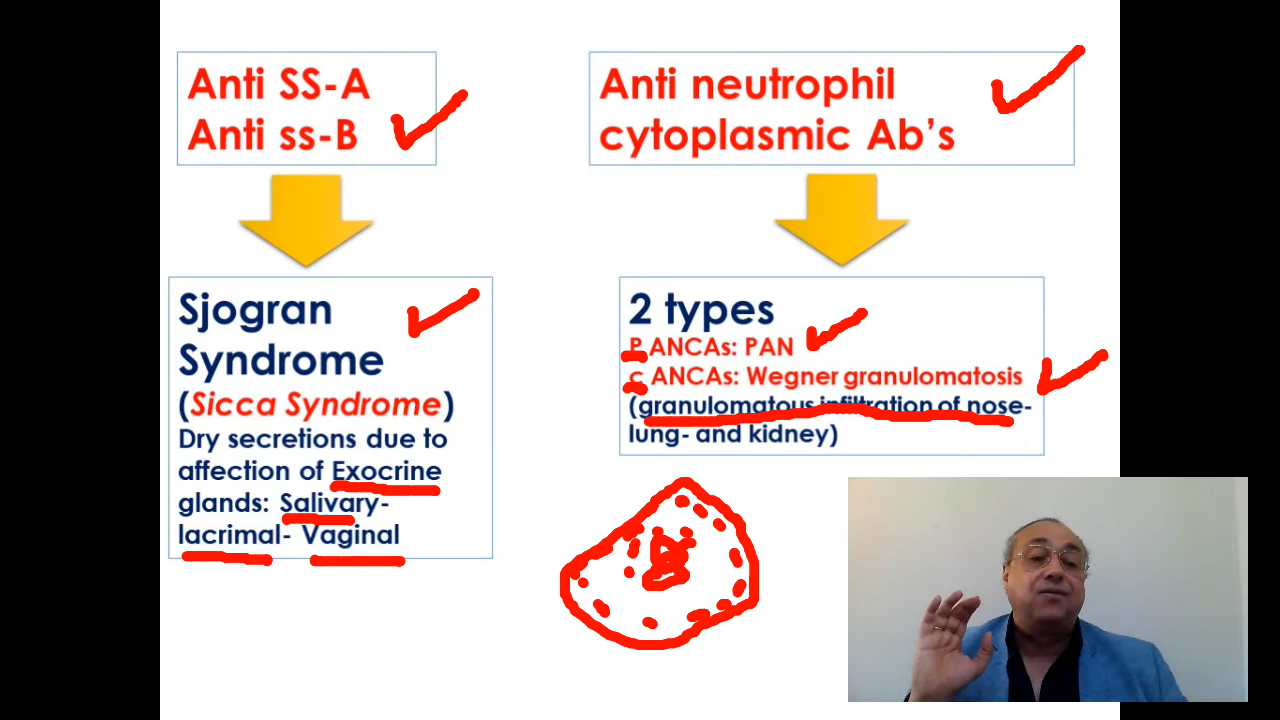 Anti SS-A
Anti ss-B
Anti neutrophil
cytoplasmic Ab's
Sjogran
Syndrome
(Sicca Syndrome)
Dry secretions due to
affection of Exocrine
glands: Salivary-
lacrimal- Vaginal
2 types
P ANCAs: PAN
c ANCAs: Wegner granulomatosis
(granulomatous infiltration of nose-
lung- and kidney)